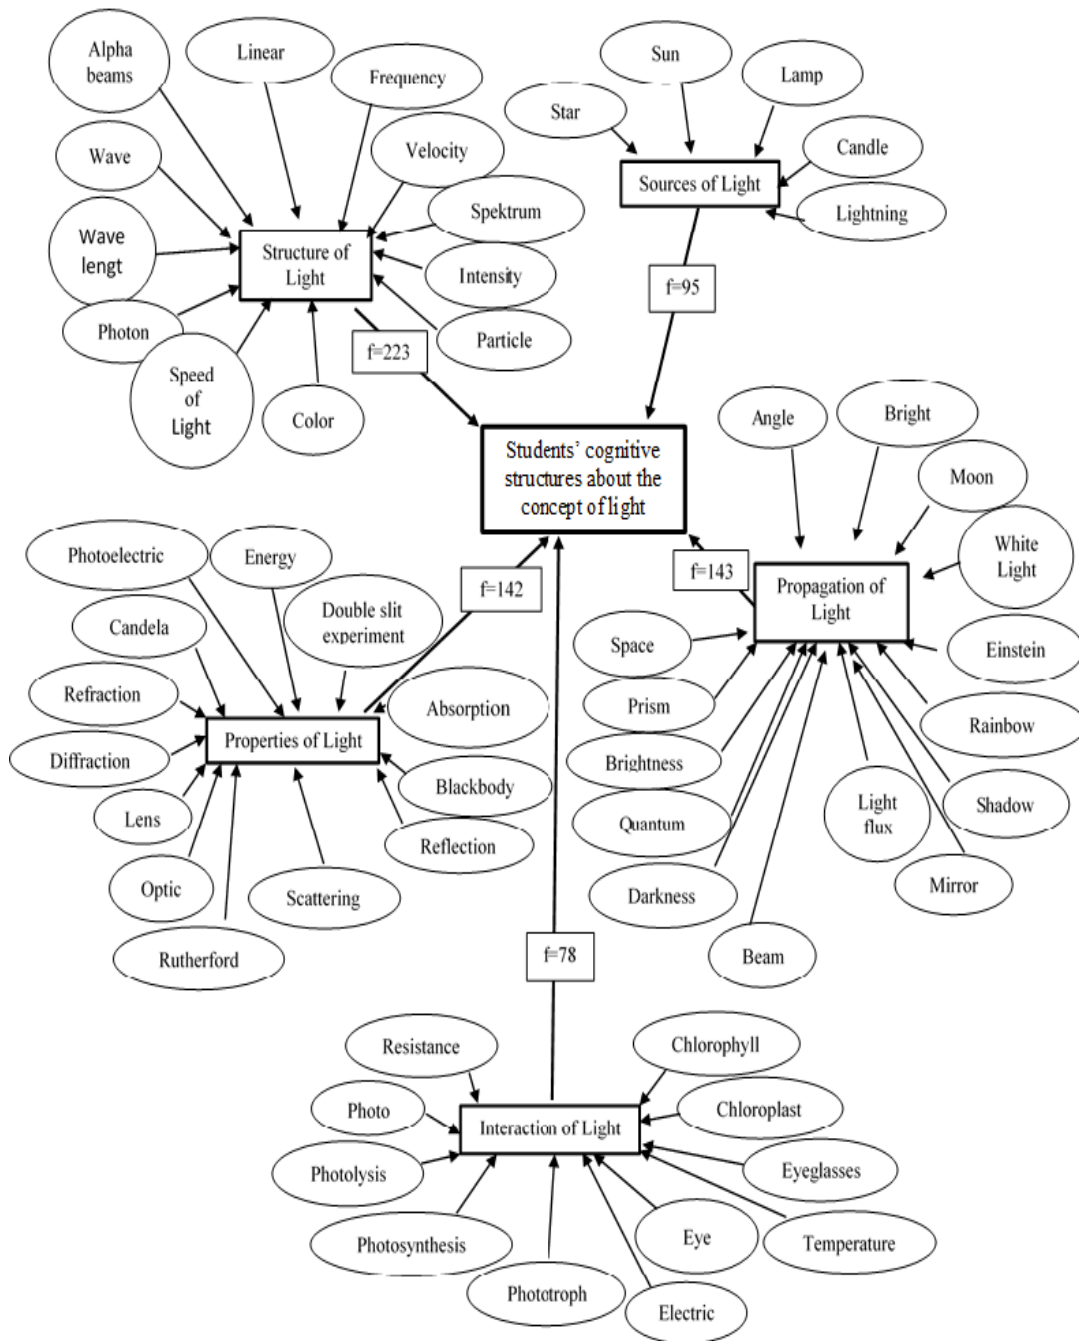 Alpha
beams
Linear
Frequency
Wave
Velocity
Spektrum
Wave
lengt
Structure of
Light
Intensity
Photon
Particle
Speed
of
Light
Color
f=223
Sun
Lamp
Star
Candle
Sources of Light
Lightning
f=95
Students’ cognitive
structures about the
concept of light
Angle
Bright
Moon
White
Light
f=143
Propagation of
Light
Space
Einstein
Prism
Rainbow
Brightness
Shadow
Quantum
Light
flux
Darkness
Mirror
Beam
Photoelectric
Energy
f=142
Double slit
experiment
Candela
Refraction
Absorption
Properties of Light
Diffraction
Blackbody
Lens
Reflection
Optic
Scattering
Rutherford
f=78
Resistance
Chlorophyll
Photo
Chloroplast
Interaction of Light
Photolysis
Eyeglasses
Photosynthesis
Eye
Temperature
Phototroph
Electric